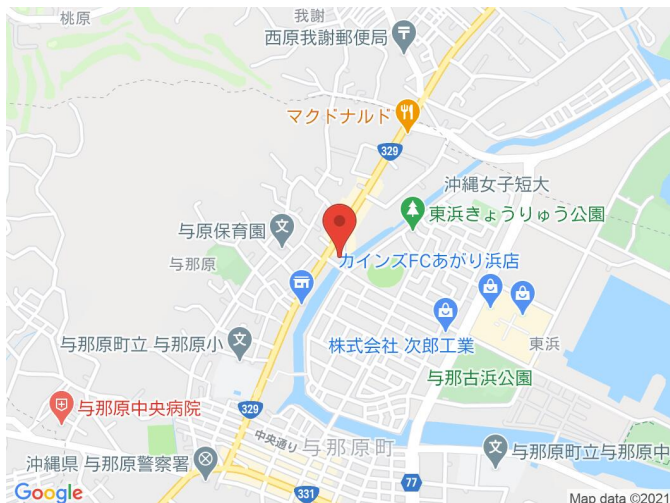 桃原
我謝
西原我謝郵便局
マクドナルド
329
沖縄女子短大
東浜きょうりゅう公園
与原保育園
与那原
カインズFCあがり浜店
株式会社 次郎工業
東浜
与那原町立 与那原小
与那古浜公園
与那原中央病院
329
中央通り
与那原町
沖縄県 与那原警察署
与那原町立与那原中
77
331
Google
Map data ©2021